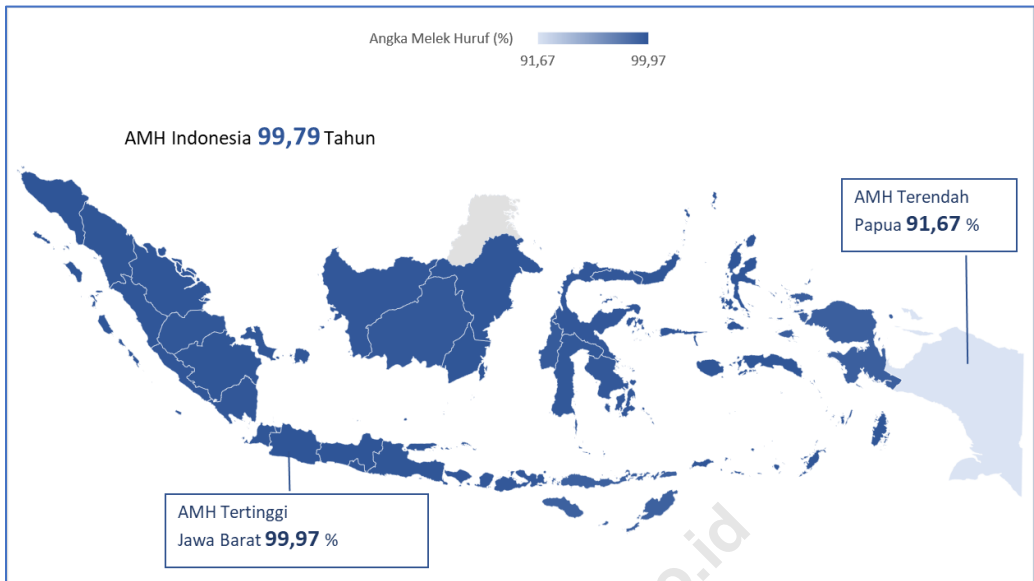 Angka Melek Huruf (%)
91,67 99,97
AMH Indonesia 99,79 Tahun
AMH Terendah
Papua 91,67 %
AMH Tertinggi
Jawa Barat 99,97 %
o.id